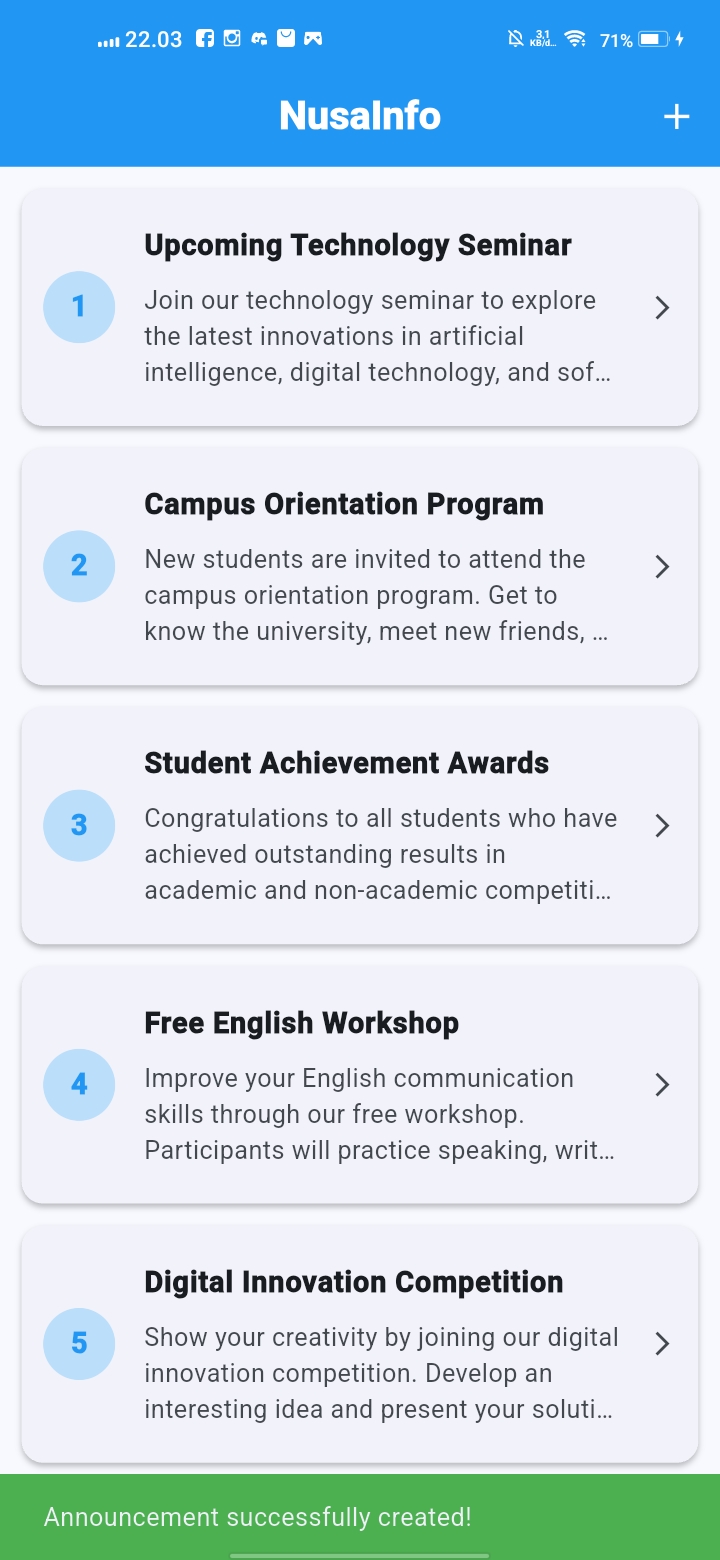 22.03
3,1
KB/d...
71%
NusaInfo
Upcoming Technology Seminar
1
Join our technology seminar to explore
the latest innovations in artificial
intelligence, digital technology, and sof...
Campus Orientation Program
2
New students are invited to attend the
campus orientation program. Get to
know the university, meet new friends, ...
Student Achievement Awards
3
Congratulations to all students who have
achieved outstanding results in
academic and non-academic competiti...
Free English Workshop
4
Improve your English communication
skills through our free workshop.
Participants will practice speaking, writ...
Digital Innovation Competition
5
Show your creativity by joining our digital
innovation competition. Develop an
interesting idea and present your soluti...
Announcement successfully created!